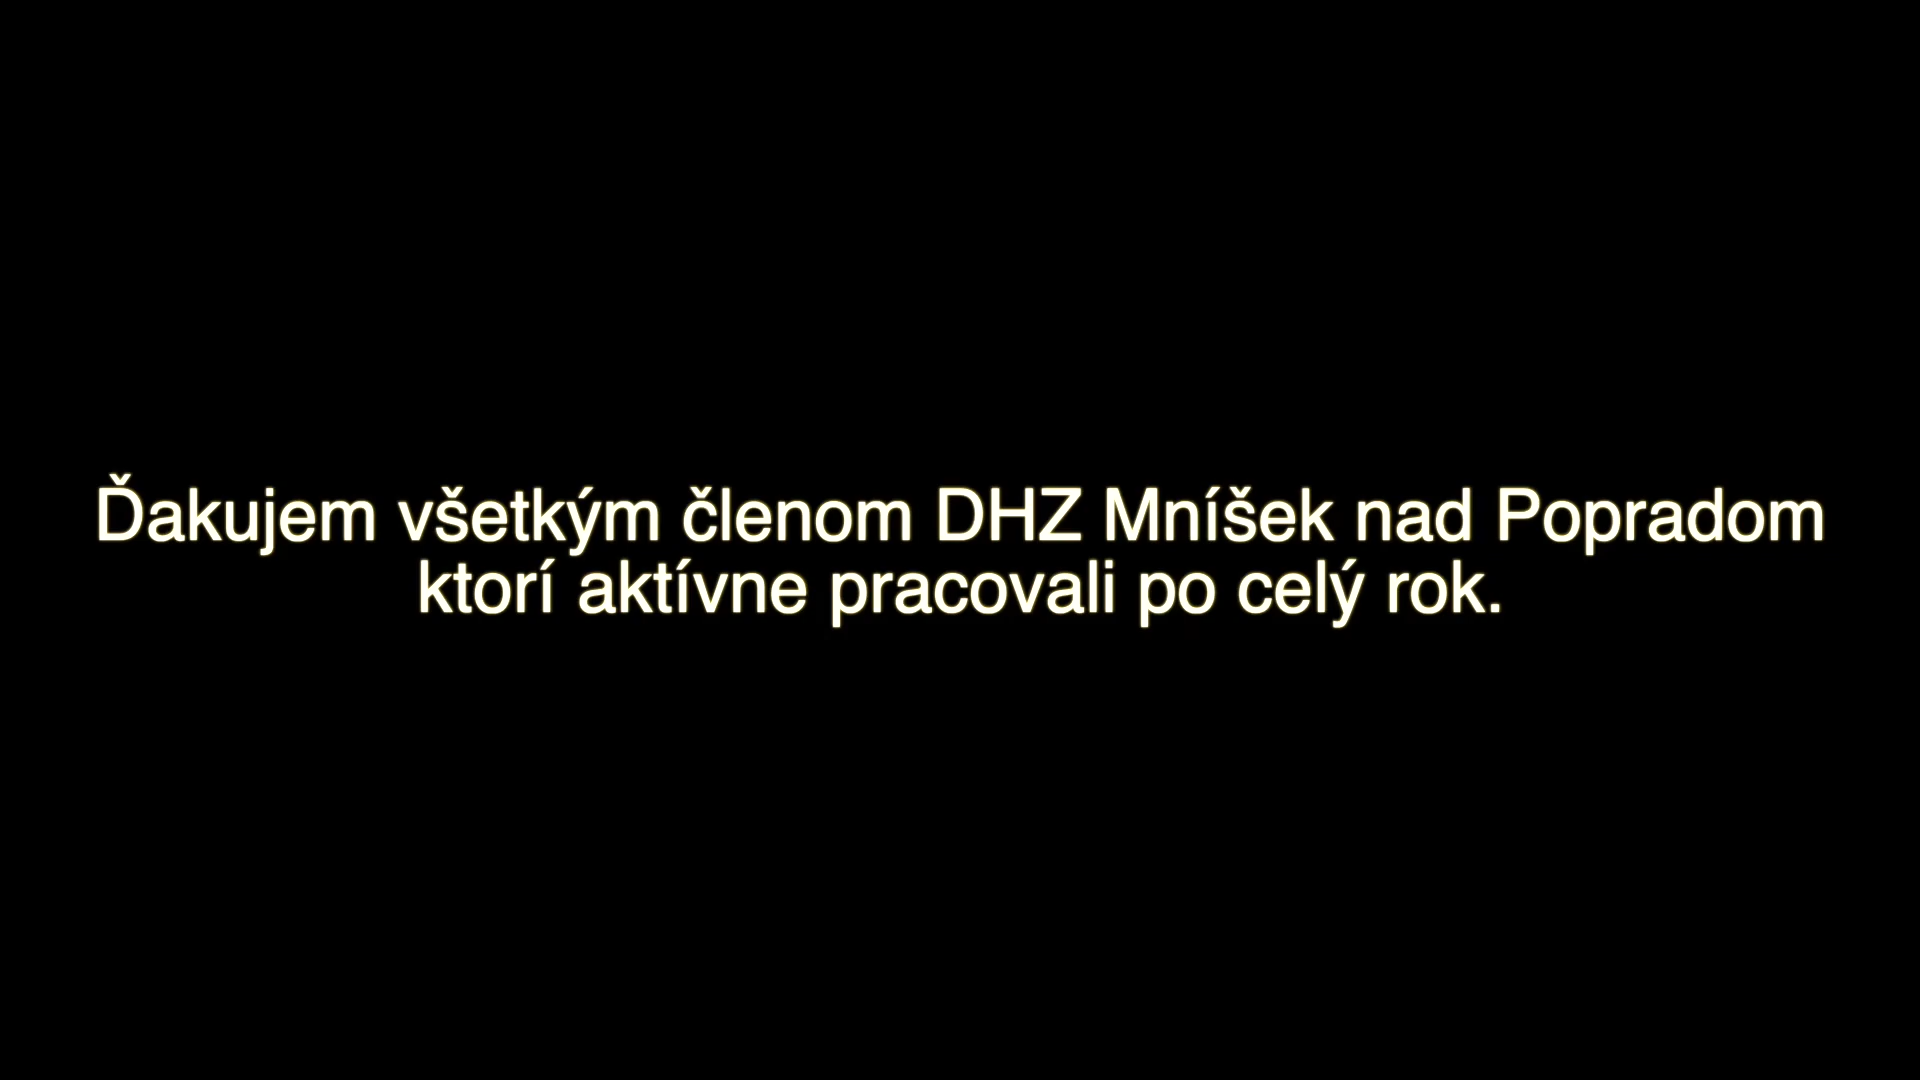 Ďakujem všetkým členom DHZ Mníšek nad Popradom
ktorí aktívne pracovali po celý rok.